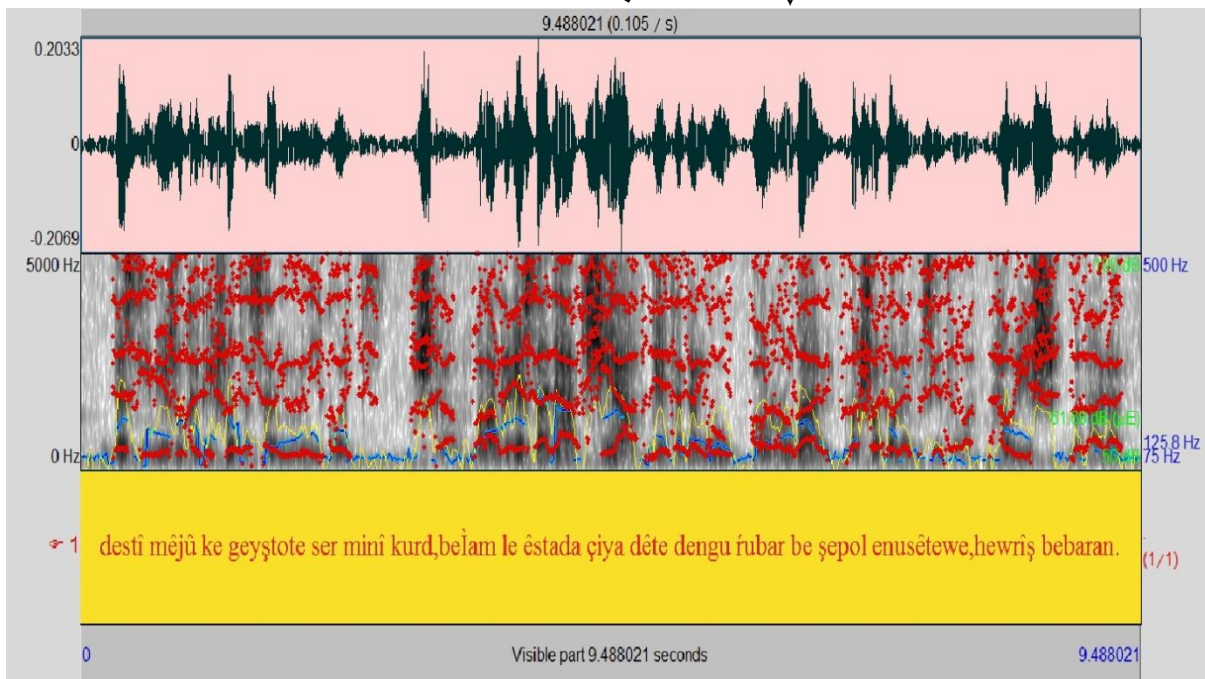 9.488021 (0.105 / s)
0.2033
0
-0.2069
5000 Hz
500 Hz
125.8 Hz
0 Hz
75 Hz
☞ 1
destî mêjû ke geyştote ser minî kurd,beĺam le êstada çiya dête dengu ŕubar be şepol enusêtewe,hewrîş bebaran.
(1/1)
0
Visible part 9.488021 seconds
9.488021